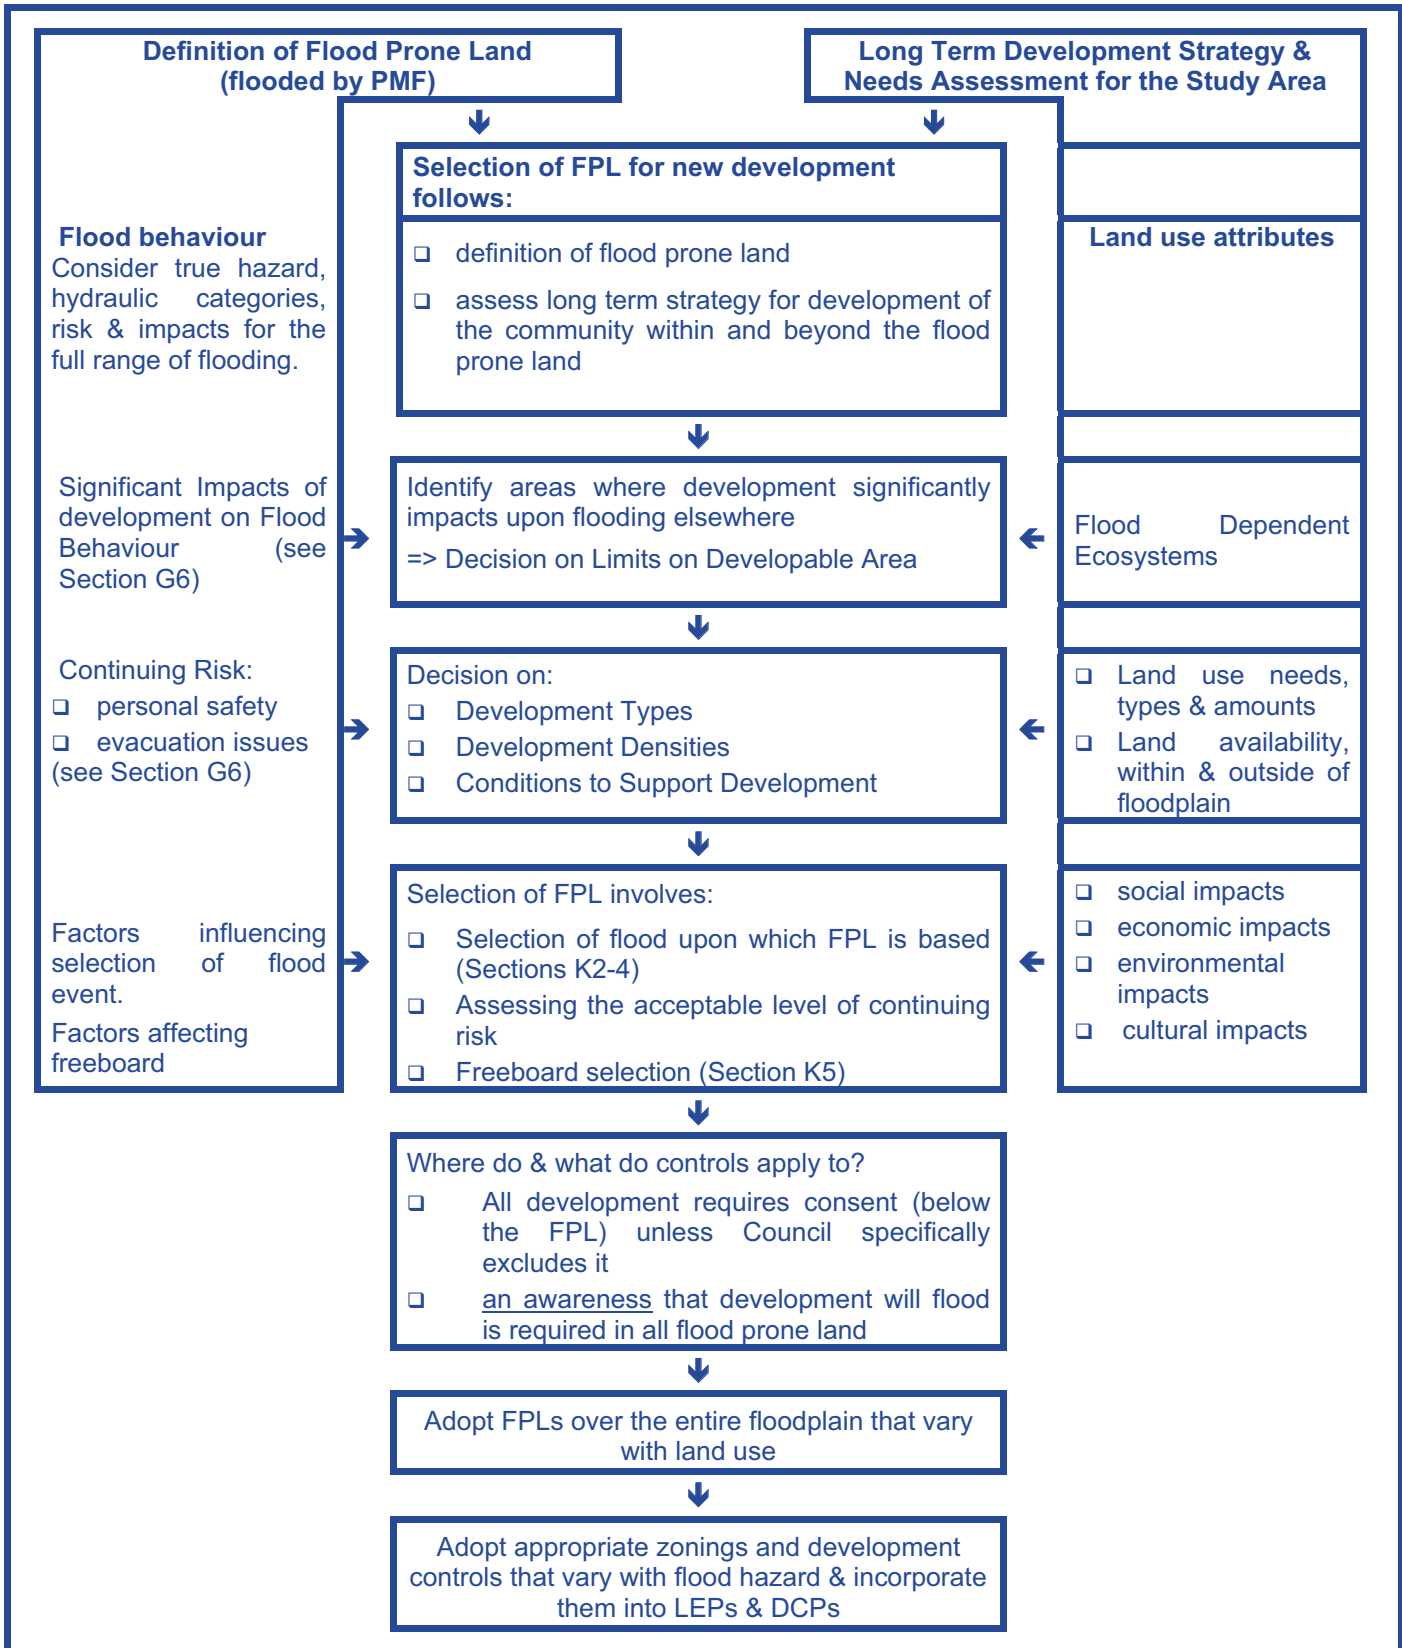 Definition of Flood Prone Land
(flooded by PMF)
Long Term Development Strategy &
Needs Assessment for the Study Area
Selection of FPL for new development
follows:
❑ definition of flood prone land
❑ assess long term strategy for development of
the community within and beyond the flood
prone land
Flood behaviour
Consider true hazard,
hydraulic categories,
risk & impacts for the
full range of flooding.
Land use attributes
Significant Impacts of
development on Flood
Behaviour (see
Section G6)
Identify areas where development significantly
impacts upon flooding elsewhere
=> Decision on Limits on Developable Area
Flood Dependent
Ecosystems
Continuing Risk:
❑ personal safety
❑ evacuation issues
(see Section G6)
Decision on:
❑ Development Types
❑ Development Densities
❑ Conditions to Support Development
❑ Land use needs,
types & amounts
❑ Land availability,
within & outside of
floodplain
Factors influencing
selection of flood
event.
Factors affecting
freeboard
Selection of FPL involves:
❑ Selection of flood upon which FPL is based
(Sections K2-4)
❑ Assessing the acceptable level of continuing
risk
❑ Freeboard selection (Section K5)
❑ social impacts
❑ economic impacts
❑ environmental
impacts
❑ cultural impacts
Where do & what do controls apply to?
❑ All development requires consent (below
the FPL) unless Council specifically
excludes it
❑ an awareness that development will flood
is required in all flood prone land
Adopt FPLs over the entire floodplain that vary
with land use
Adopt appropriate zonings and development
controls that vary with flood hazard & incorporate
them into LEPs & DCPs